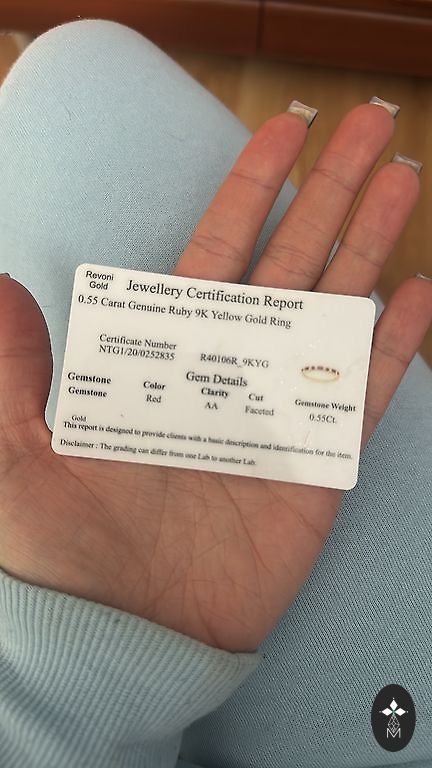 Revoni
Gold
Jewellery Certification Report
0.55 Carat Genuine Ruby 9K Yellow Gold Ring
Certificate Number
NTG1/20/0252835 R40106R_9KYG
Gem Details
Gemstone Color Clarity Cut Gemstone Weight
Gemstone Red AA Faceted 0.55Ct.
Gold
This report is designed to provide clients with a basic description and identification for the item.
Disclaimer : The grading can differ from one Lab to another Lab.
M